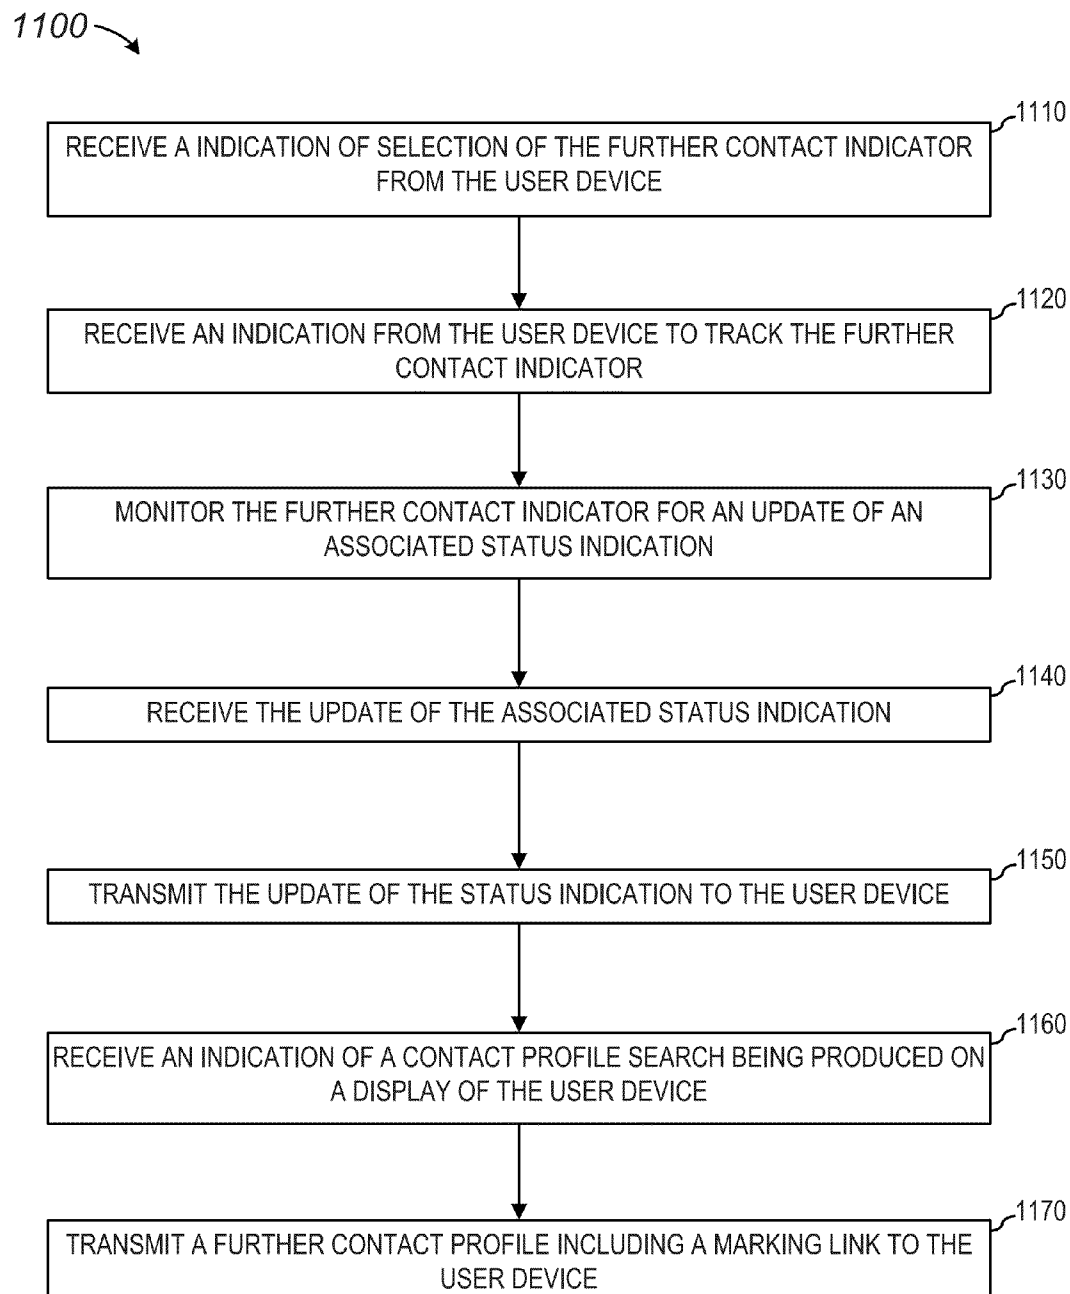 1100
1110
RECEIVE A INDICATION OF SELECTION OF THE FURTHER CONTACT INDICATOR
FROM THE USER DEVICE
1120
RECEIVE AN INDICATION FROM THE USER DEVICE TO TRACK THE FURTHER
CONTACT INDICATOR
1130
MONITOR THE FURTHER CONTACT INDICATOR FOR AN UPDATE OF AN
ASSOCIATED STATUS INDICATION
1140
RECEIVE THE UPDATE OF THE ASSOCIATED STATUS INDICATION
1150
TRANSMIT THE UPDATE OF THE STATUS INDICATION TO THE USER DEVICE
1160
RECEIVE AN INDICATION OF A CONTACT PROFILE SEARCH BEING PRODUCED ON
A DISPLAY OF THE USER DEVICE
1170
TRANSMIT A FURTHER CONTACT PROFILE INCLUDING A MARKING LINK TO THE
USER DEVICE